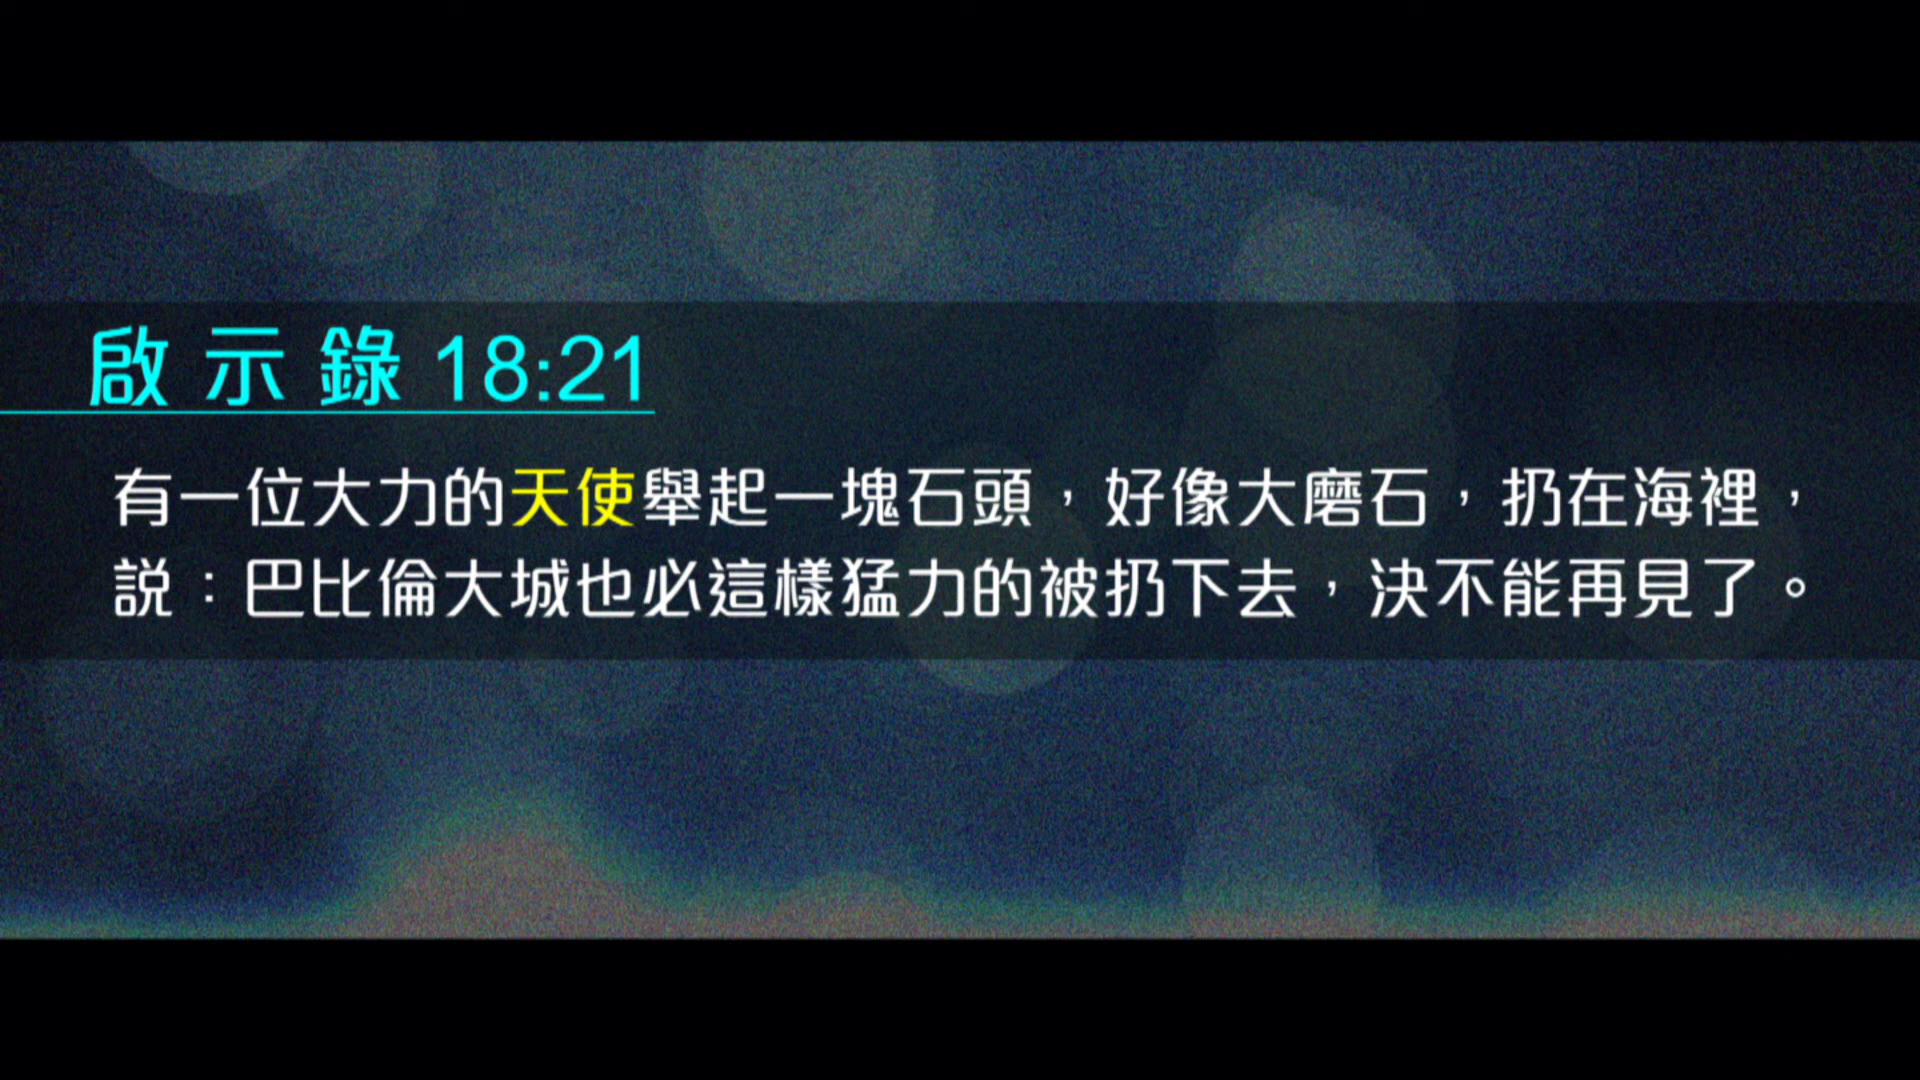 啟示錄 18:21
有一位大力的天使舉起一塊石頭，好像大磨石，扔在海裡，
説：巴比倫大城也必這樣猛力的被扔下去，決不能再見了。